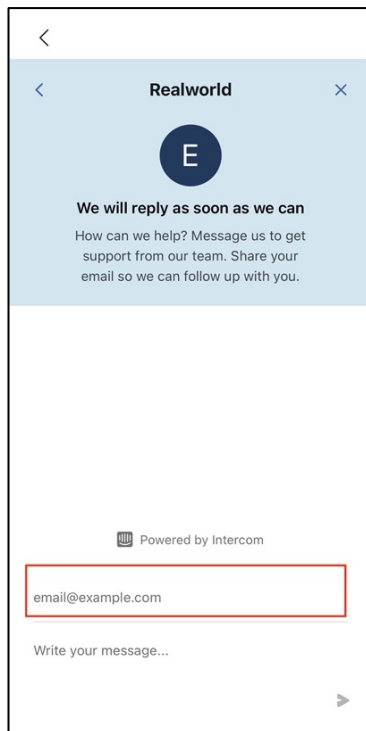 Realworld
E
We will reply as soon as we can
How can we help? Message us to get
support from our team. Share your
email so we can follow up with you.
Powered by Intercom
email@example.com
Write your message...